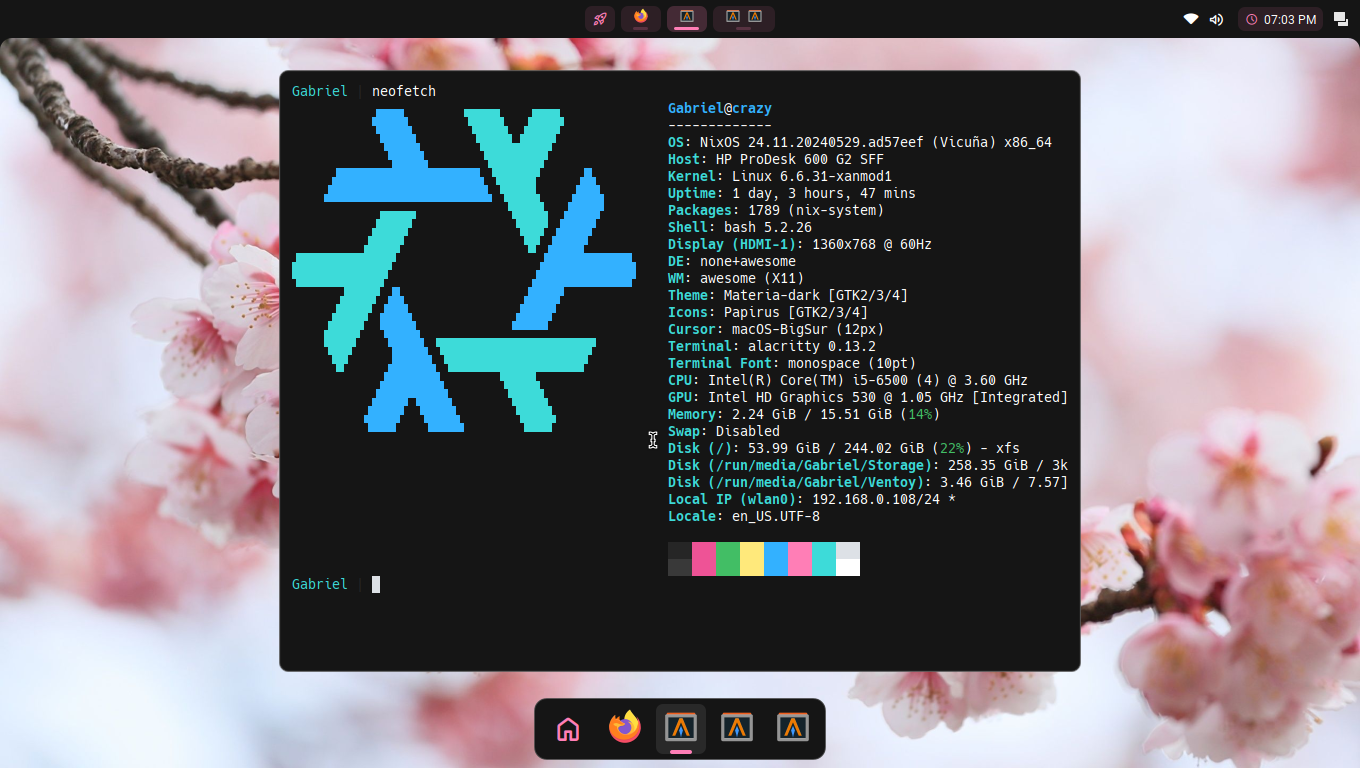 07:03 PM
Gabriel | neofetch
Gabriel@crazy
-------------
OS: NixOS 24.11.20240529.ad57eef (Vicuña) x86_64
Host: HP ProDesk 600 G2 SFF
Kernel: Linux 6.6.31-xanmod1
Uptime: 1 day, 3 hours, 47 mins
Packages: 1789 (nix-system)
Shell: bash 5.2.26
Display (HDMI-1): 1360x768 @ 60Hz
DE: none+awesome
WM: awesome (X11)
Theme: Materia-dark [GTK2/3/4]
Icons: Papirus [GTK2/3/4]
Cursor: macOS-BigSur (12px)
Terminal: alacritty 0.13.2
Terminal Font: monospace (10pt)
CPU: Intel(R) Core(TM) i5-6500 (4) @ 3.60 GHz
GPU: Intel HD Graphics 530 @ 1.05 GHz [Integrated]
Memory: 2.24 GiB / 15.51 GiB (14%)
Swap: Disabled
Disk (/): 53.99 GiB / 244.02 GiB (22%) - xfs
Disk (/run/media/Gabriel/Storage): 258.35 GiB / 3k
Disk (/run/media/Gabriel/Ventoy): 3.46 GiB / 7.57]
Local IP (wlan0): 192.168.0.108/24 *
Locale: en_US.UTF-8
Gabriel |